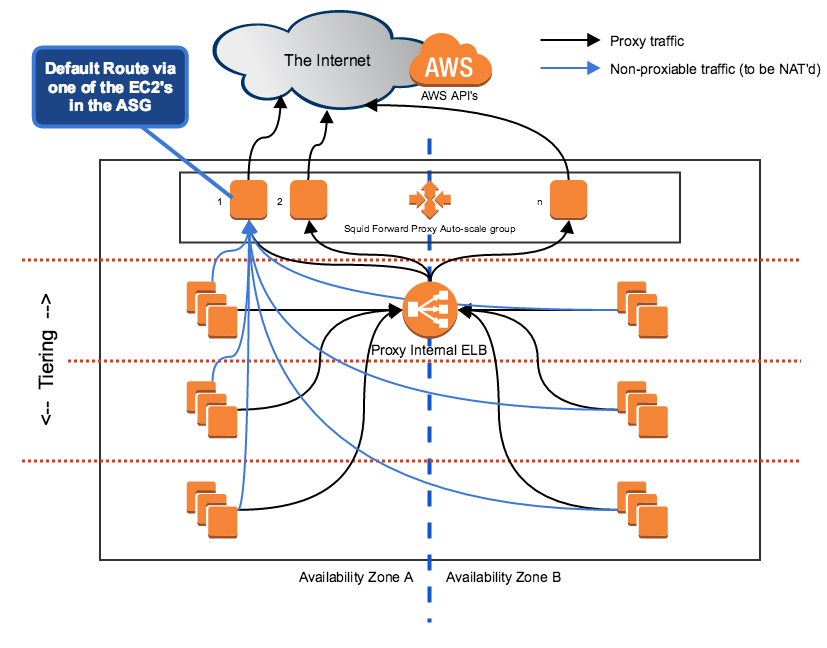 The Internet
AWS
AWS API's
Proxy traffic
Non-proxiable traffic (to be NAT'd)
Default Route via
one of the EC2's
in the ASG
1
2
n
Squid Forward Proxy Auto-scale group
<-- Tiering -->
Proxy Internal ELB
Availability Zone A
Availability Zone B